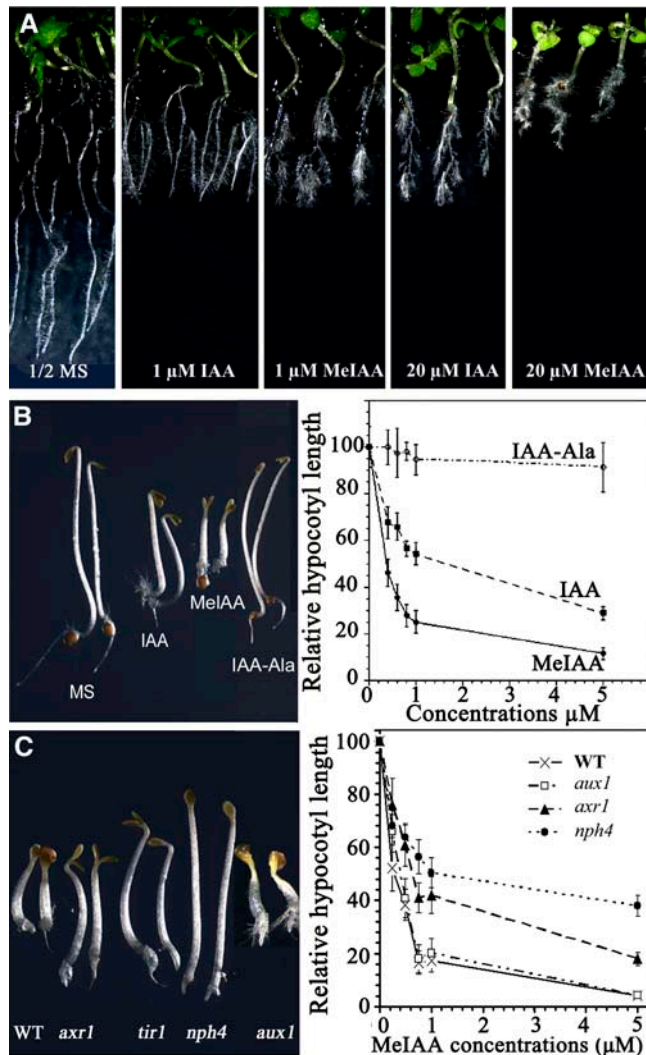 A
1/2 MS
1 μM IAA
1 μM MeIAA
20 μM IAA
20 μM MeIAA
B
MS
IAA
MeIAA
IAA-Ala
Relative hypocotyl length
100
80
60
40
20
0
IAA-Ala
IAA
MeIAA
0 1 2 3 4 5
Concentrations μM
C
WT axr1 tir1 nph4 aux1
Relative hypocotyl length
100
80
60
40
20
0
WT
aux1
axr1
nph4
0 1 2 3 4 5
MeIAA concentrations (μM)